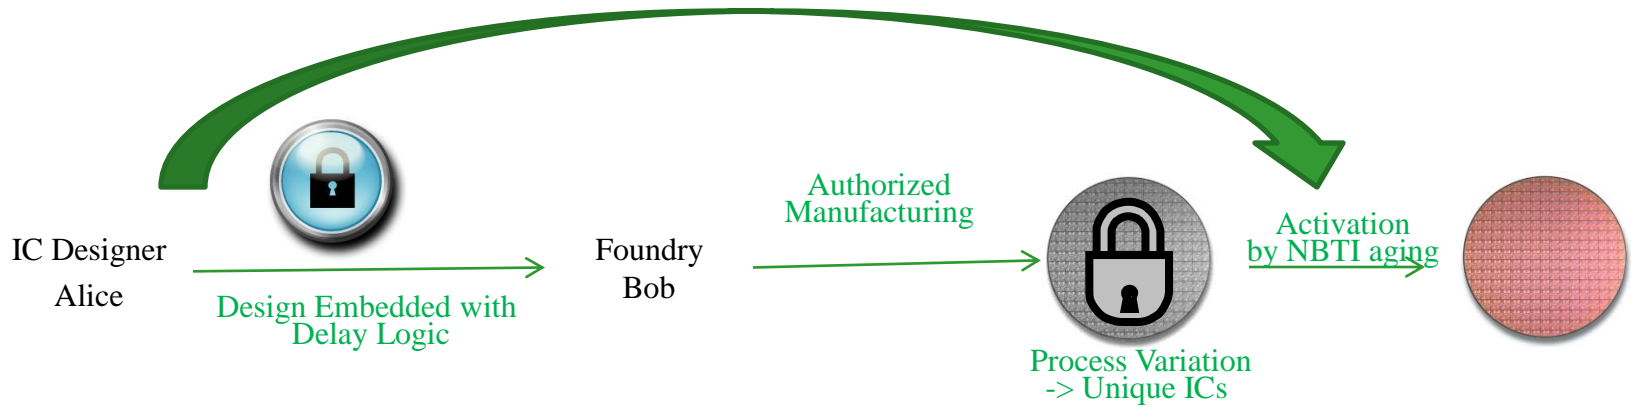 IC Designer
Alice
Design Embedded with
Delay Logic
Foundry
Bob
Authorized
Manufacturing
Process Variation
-> Unique ICs
Activation
by NBTI aging